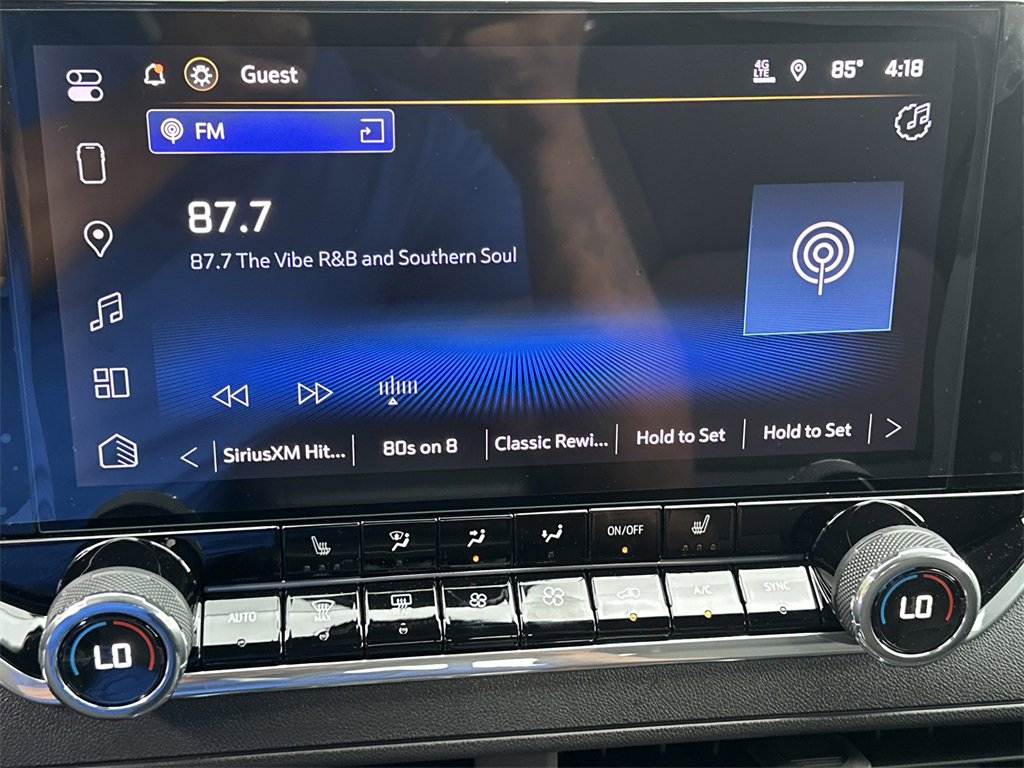 Guest
4G LTE
85°
4:18
FM
87.7
87.7 The Vibe R&B and Southern Soul
SiriusXM Hit...
80s on 8
Classic Rewi...
Hold to Set
Hold to Set
ON/OFF
AUTO
MAX
REAR
A/C
SYNC
LO
LO